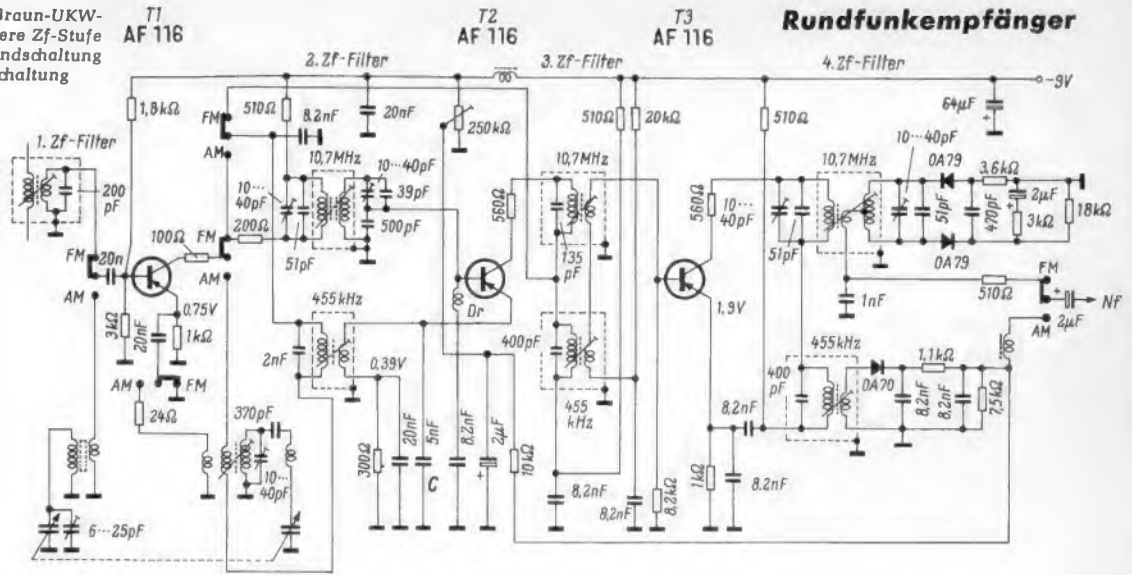 Braun-UKW-
ere Zf-Stufe
ndschaltung
chaltung
T1
AF 116
T2
AF 116
T3
AF 116
Rundfunkempfänger
1. Zf-Filter
2. Zf-Filter
3. Zf-Filter
4. Zf-Filter
-9V
64µF
+
1,8kΩ
FM
AM
510Ω
8,2nF
20nF
250kΩ
510Ω
20kΩ
510Ω
200
pF
10,7MHz
10...40pF
39pF
500pF
10...
40pF
51pF
200Ω
FM
AM
100Ω
20n
FM
AM
3kΩ
0,75V
20nF
1kΩ
AM
FM
24Ω
370pF
10...
40pF
6...25pF
455kHz
2nF
0,39V
300Ω
20nF
5nF
C
8,2nF
2µF
+
10kΩ
Dr
560Ω
10,7MHz
135
pF
400pF
455
kHz
8,2nF
8,2nF
8,2kΩ
560Ω
1,9V
1kΩ
8,2nF
8,2nF
10...
40pF
51pF
10,7MHz
10...
40pF
0A79
51pF
0A79
470pF
3,6kΩ
2µF
+
3kΩ
18kΩ
1nF
510Ω
FM
AM
+
2µF
Nf
455kHz
400
pF
0A70
8,2nF
1,1kΩ
8,2nF
7,5kΩ